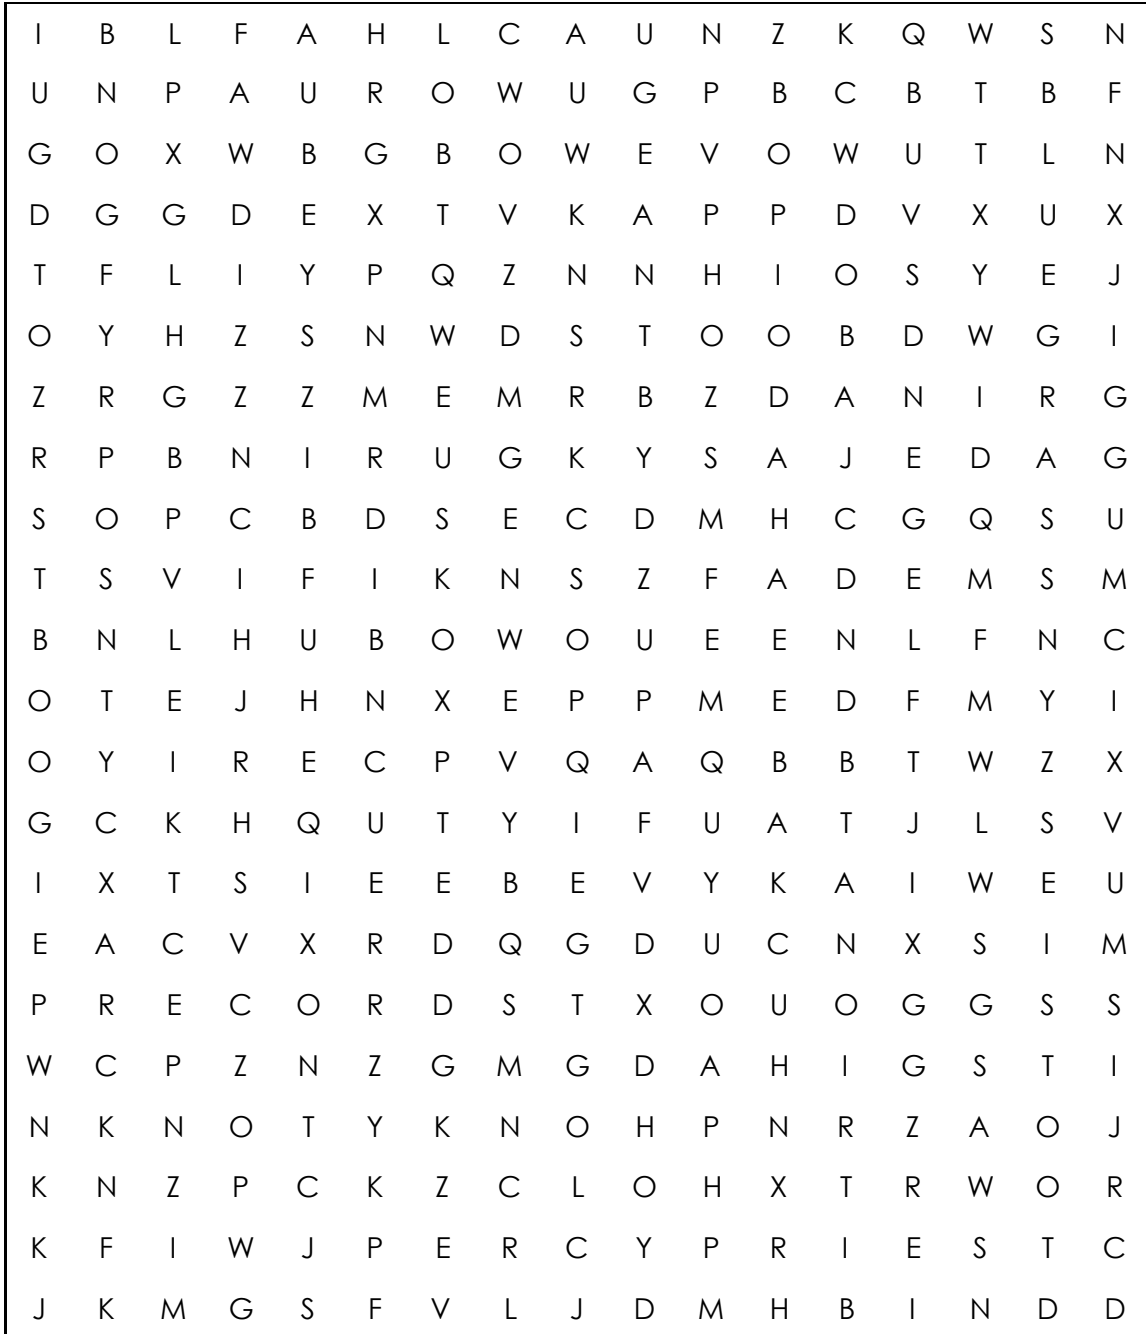 I B L F A H L C A U N Z K Q W S N
U N P A U R O W U G P B C B T B F
G O X W B G B O W E V O W U T L N
D G G D E X T V K A P P D V X U X
T F L I Y P Q Z N N H I O S Y E J
O Y H Z S N W D S T O O B D W G I
Z R G Z Z M E M R B Z D A N I R G
R P B N I R U G K Y S A J E D A G
S O P C B D S E C D M H C G Q S U
T S V I F I K N S Z F A D E M S M
B N L H U B O W O U E E N L F N C
O T E J H N X E P P M E D F M Y I
O Y I R E C P V Q A Q B B T W Z X
G C K H Q U T Y I F U A T J L S V
I X T S I E E B E V Y K A I W E U
E A C V X R D Q G D U C N X S I M
P R E C O R D S T X O U O G G S S
W C P Z N Z G M G D A H I G S T I
N K N O T Y K N O H P N R Z A O J
K N Z P C K Z C L O H X T R W O R
K F I W J P E R C Y P R I E S T C
J K M G S F V L J D M H B I N D D